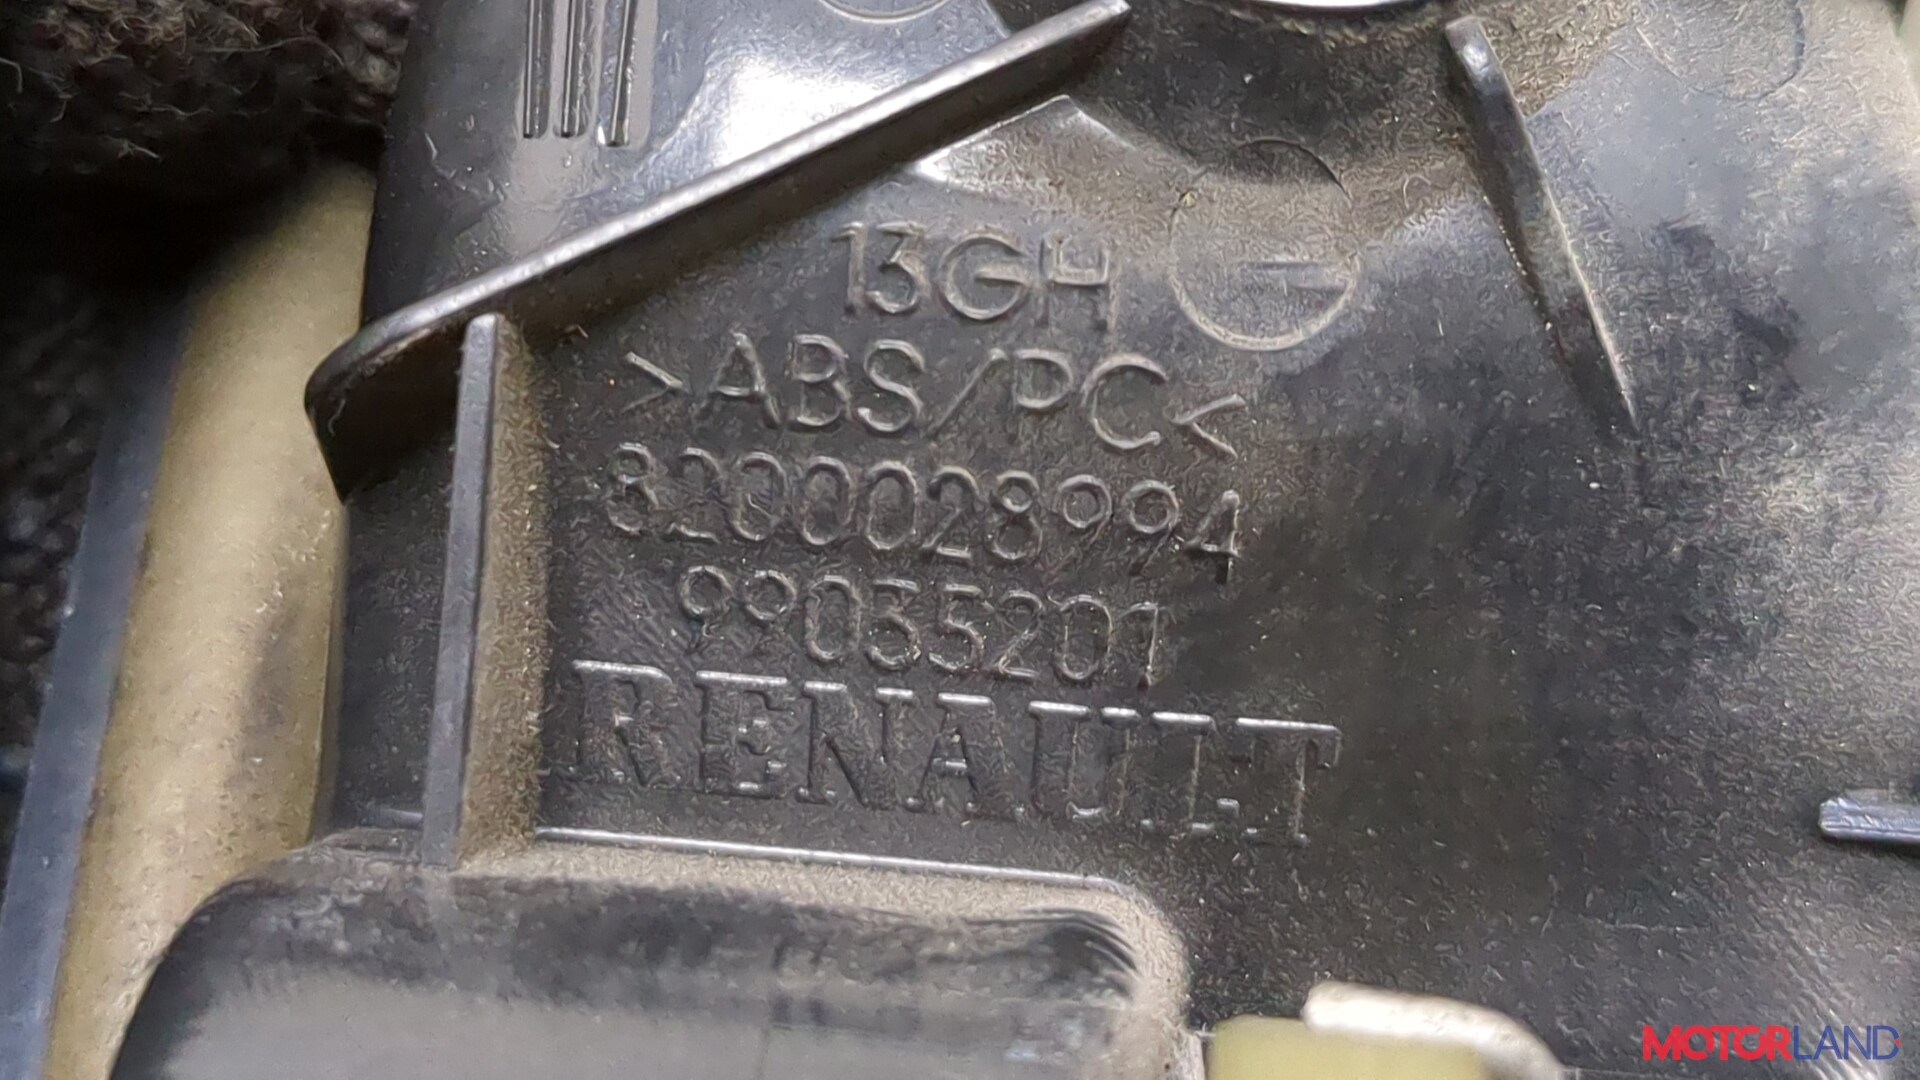 13GH
>ABS/PC<
8200028994
99035201
RENAULT
MOTORLAND